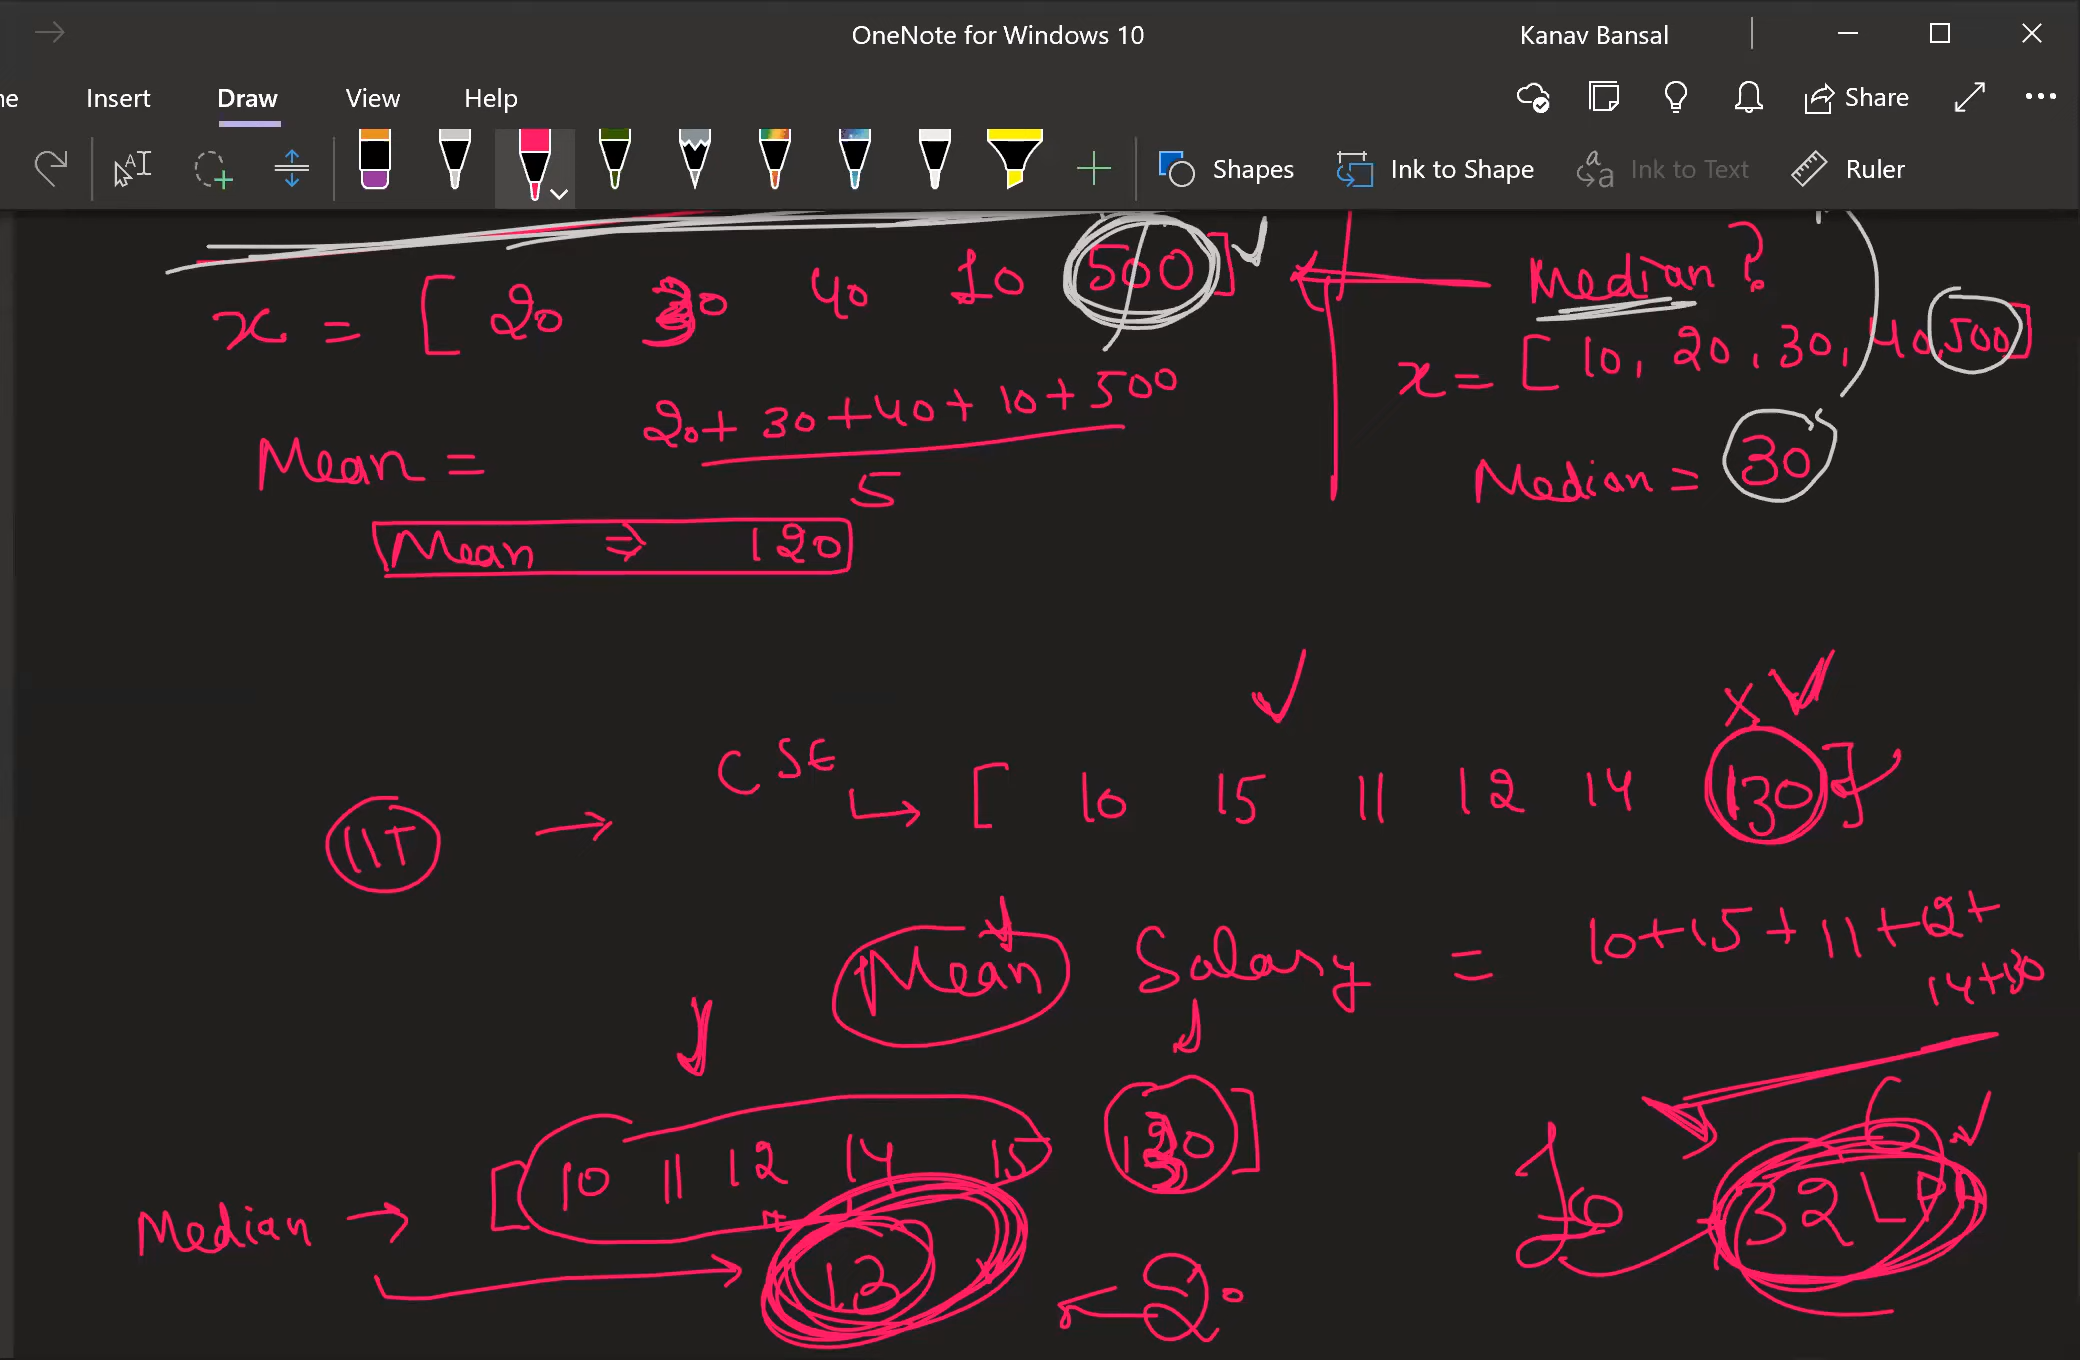 OneNote for Windows 10
Kanav Bansal
Insert Draw View Help
Share
Shapes Ink to Shape Ink to Text Ruler
x = [ 20 30 40 10 500 ]
Mean = 20 + 30 + 40 + 10 + 500
5
Mean ⇒ 120
Median ?
x = [ 10, 20, 30, 40, 500 ]
Median = 30
IIT → CSE ↳ [ 10 15 11 12 14 130 ]
Mean Salary = 10+15+11+12+
14+130
6
32 LPA
Median → [ 10 11 12 14 15 130 ]
→ 13